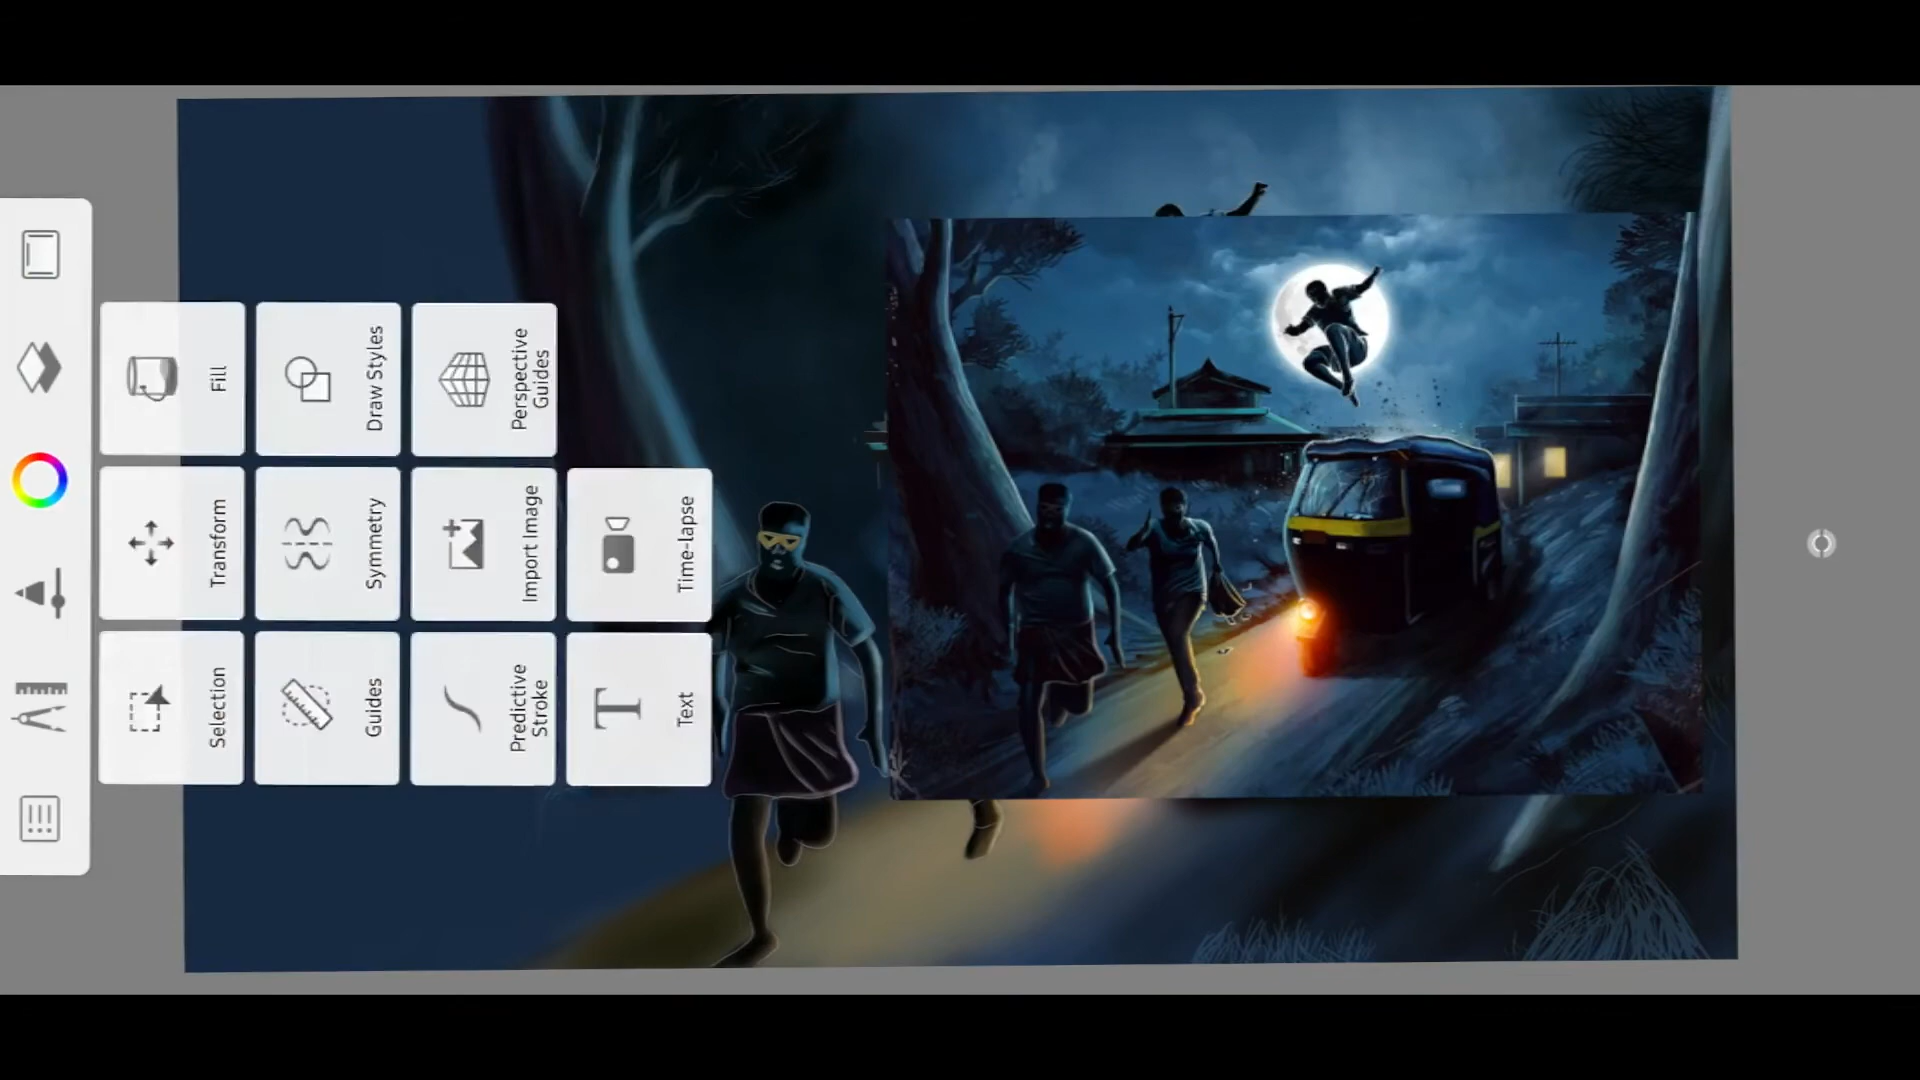 Selection
Transform
Fill
Guides
Symmetry
Draw Styles
Predictive
Stroke
Import Image
Perspective
Guides
Text
Time-lapse